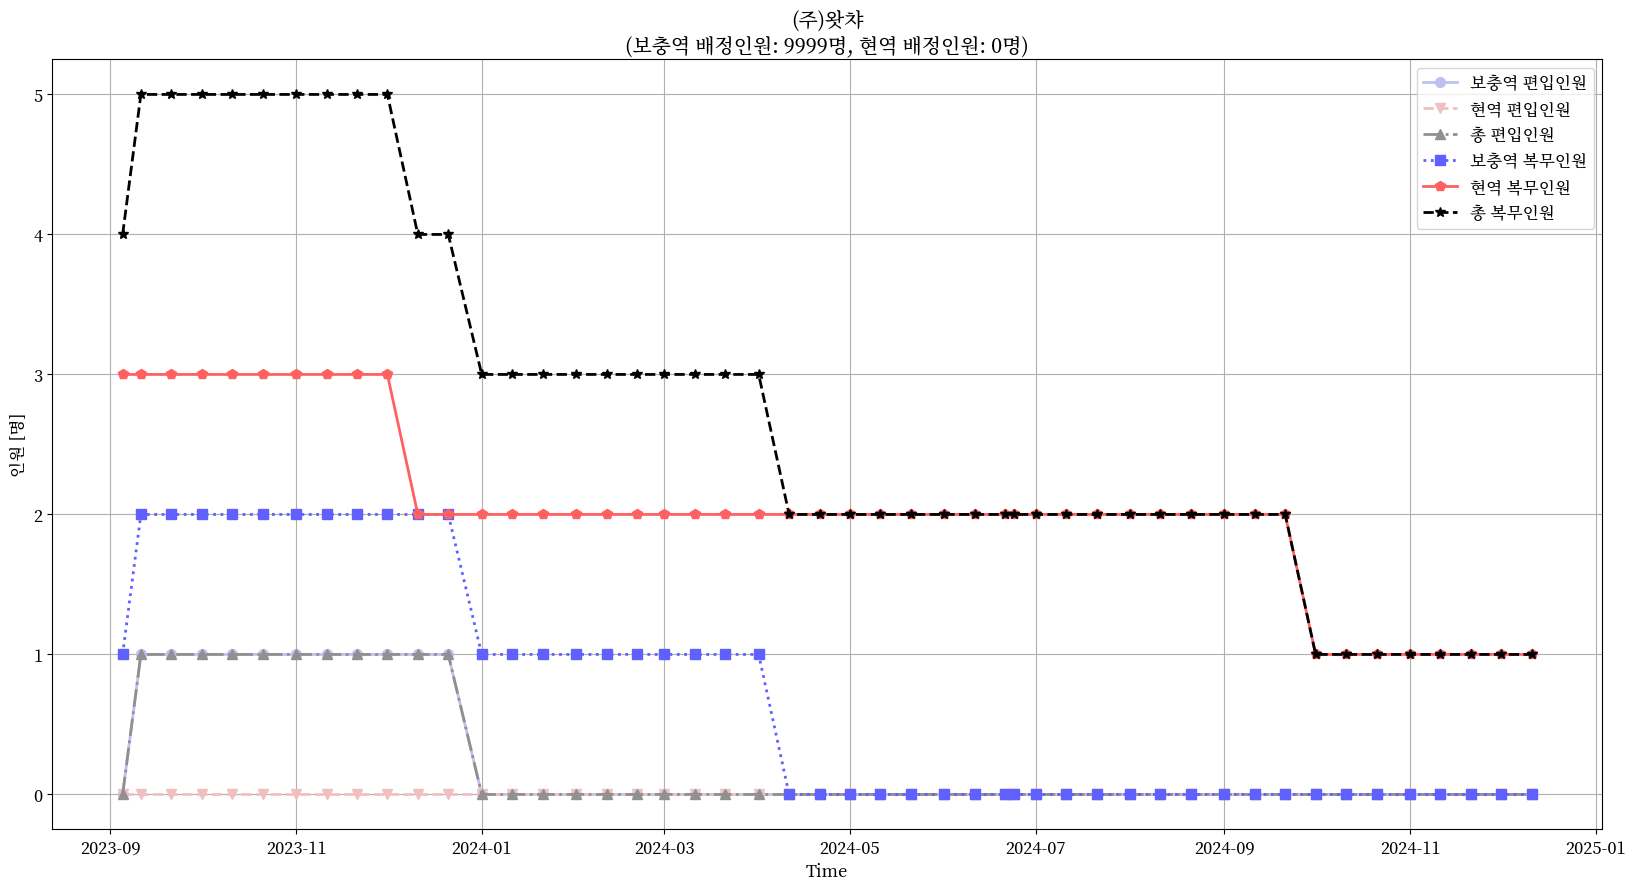 (주)왓챠
(보충역 배정인원: 9999명, 현역 배정인원: 0명)
보충역 편입인원
현역 편입인원
총 편입인원
보충역 복무인원
현역 복무인원
총 복무인원
5
4
3
2
1
0
인원 [명]
2023-09
2023-11
2024-01
2024-03
2024-05
2024-07
2024-09
2024-11
2025-01
Time